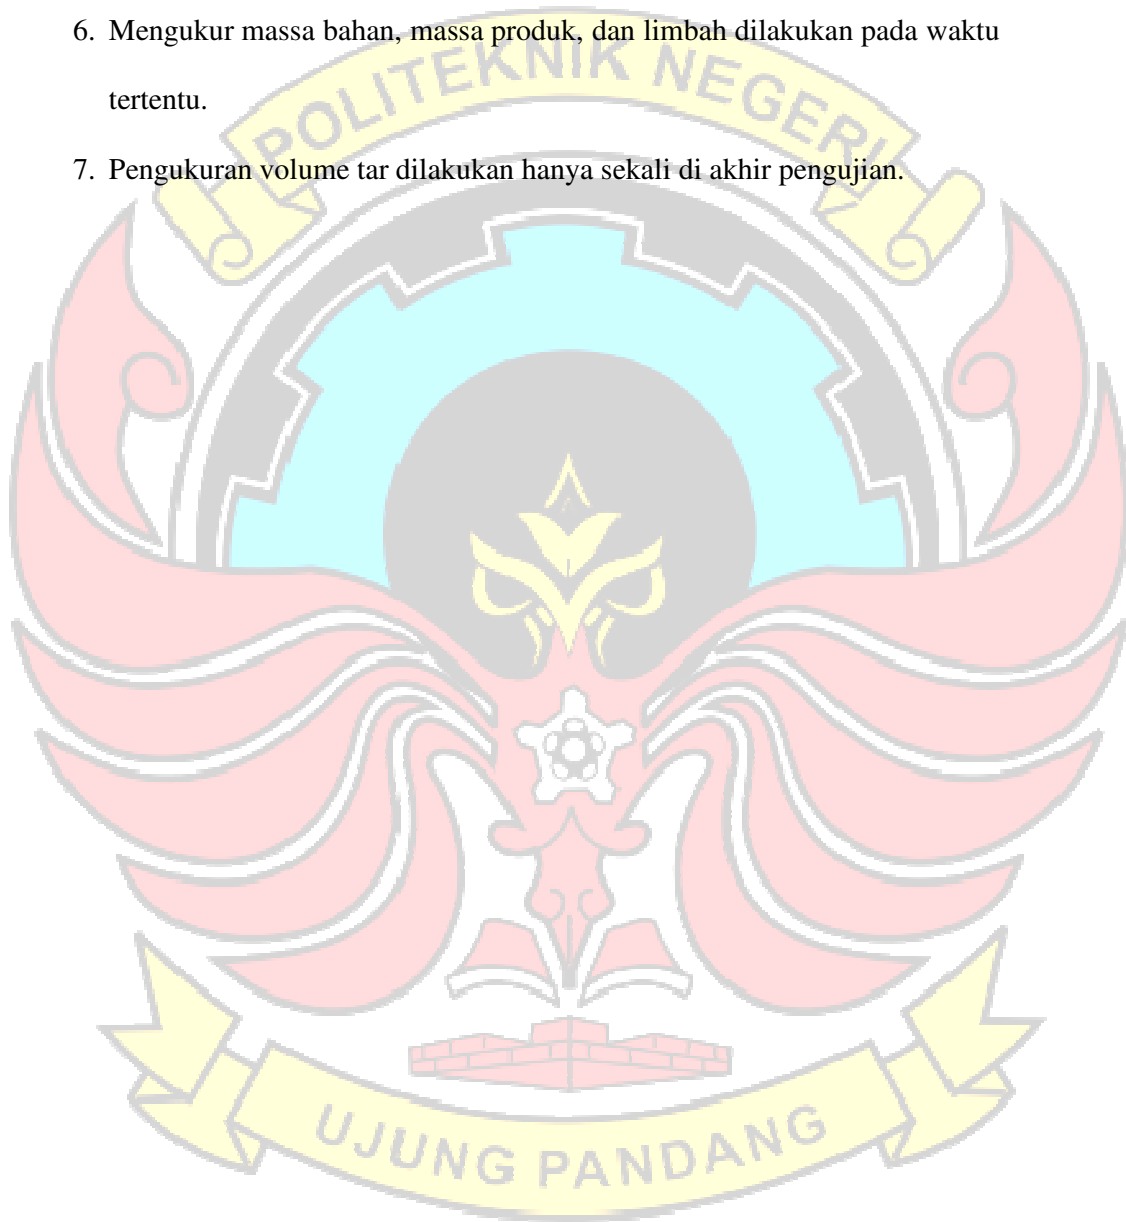 6. Mengukur massa bahan, massa produk, dan limbah dilakukan pada waktu
tertentu.
7. Pengukuran volume tar dilakukan hanya sekali di akhir pengujian.
POLITEKNIK NEGERI
UJUNG PANDANG